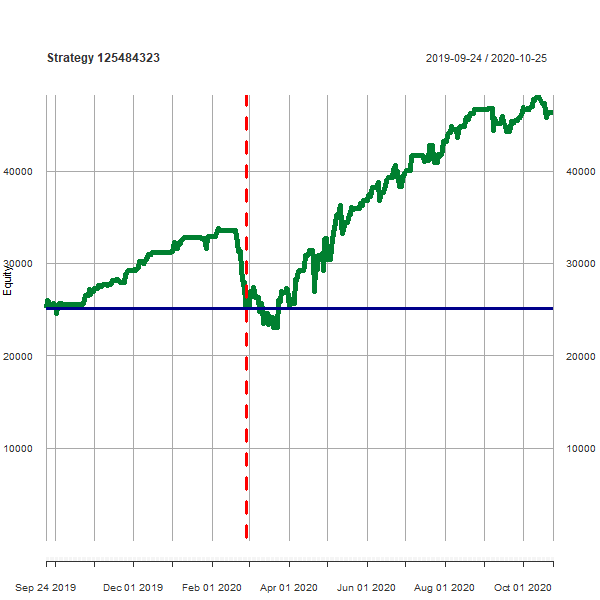 Strategy 125484323
2019-09-24 / 2020-10-25
40000
40000
30000
30000
Equity
20000
20000
10000
10000
Sep 24 2019
Dec 01 2019
Feb 01 2020
Apr 01 2020
Jun 01 2020
Aug 01 2020
Oct 01 2020